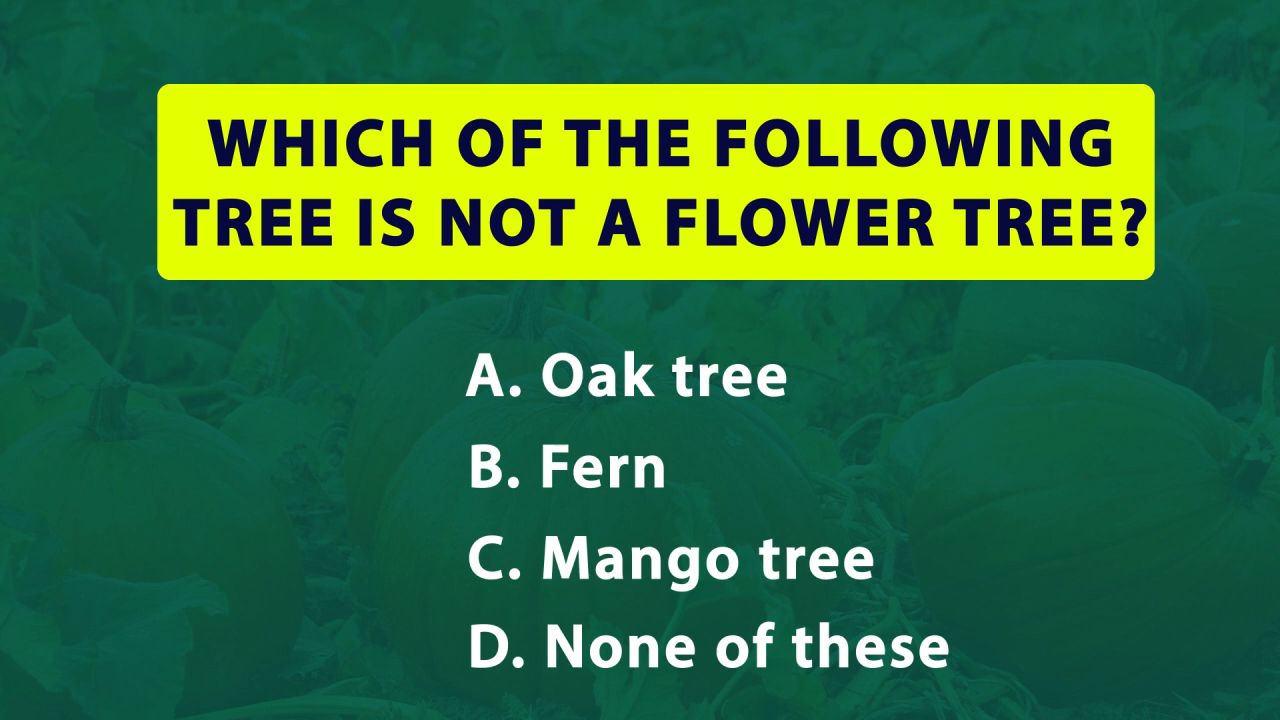 WHICH OF THE FOLLOWING
TREE IS NOT A FLOWER TREE?
A. Oak tree
B. Fern
C. Mango tree
D. None of these